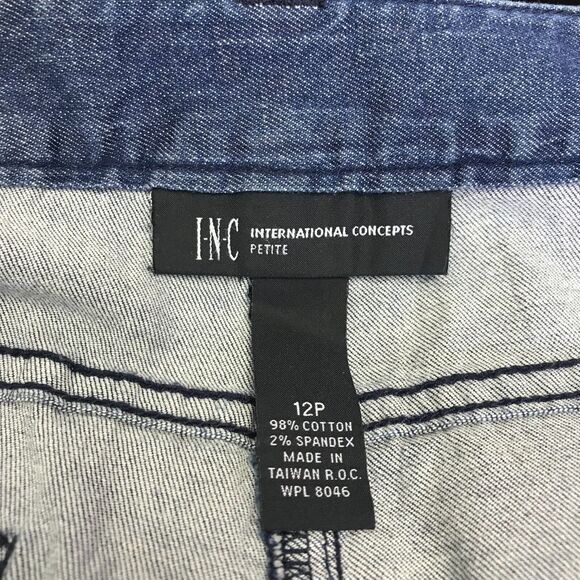 I·N·C INTERNATIONAL CONCEPTS
PETITE
12P
98% COTTON
2% SPANDEX
MADE IN
TAIWAN R.O.C.
WPL 8046